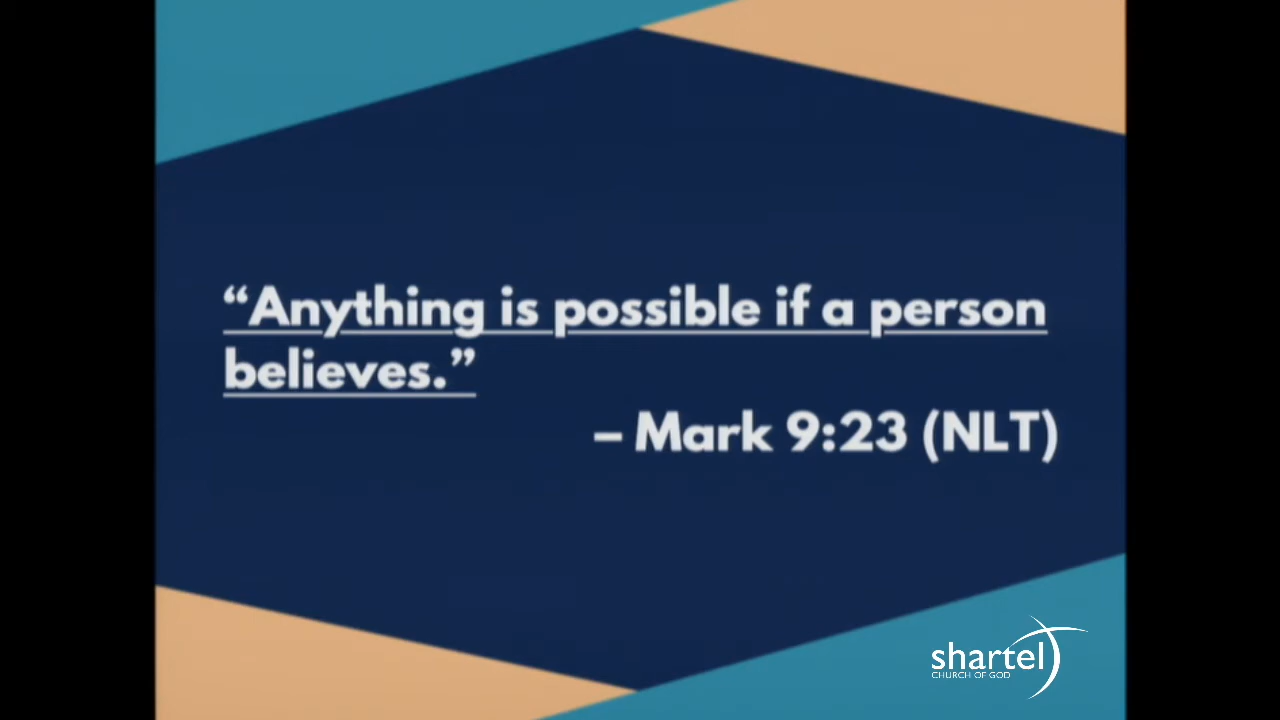 “Anything is possible if a person
believes.”
– Mark 9:23 (NLT)
shartel
CHURCH OF GOD